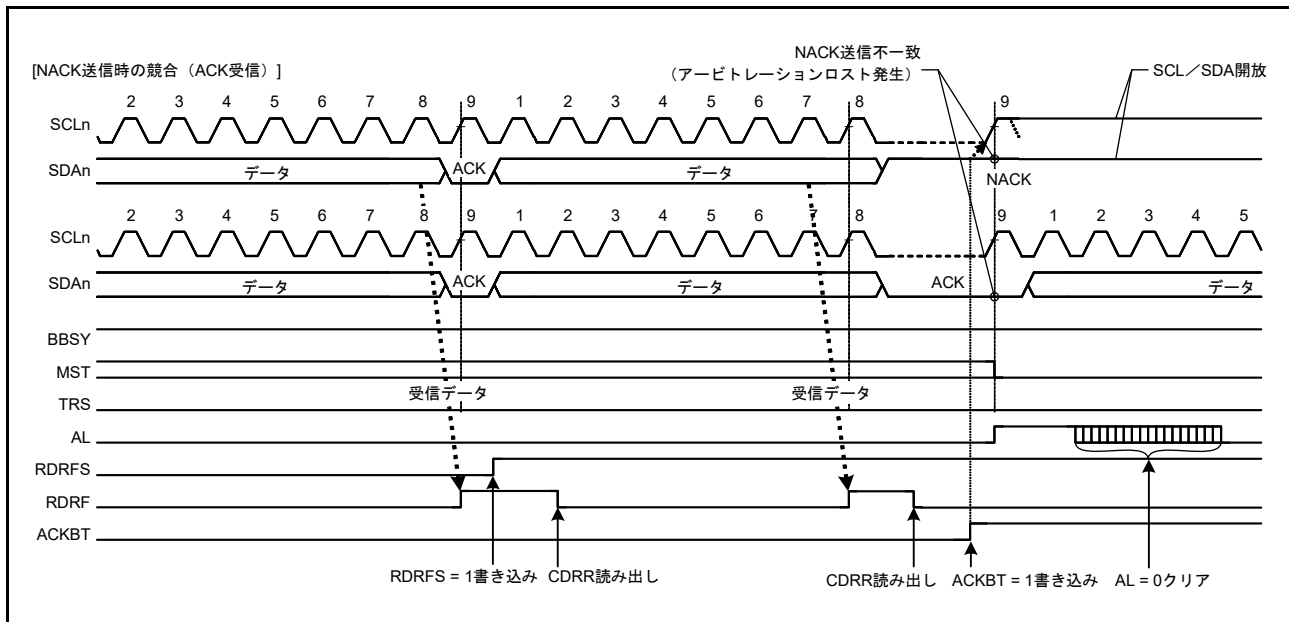 [NACK送信時の競合（ACK受信）]
NACK送信不一致
（アービトレーションロスト発生）
SCL／SDA開放
2 3 4 5 6 7 8 9 1 2 3 4 5 6 7 8 9
SCLn
SDAn データ ACK データ NACK
2 3 4 5 6 7 8 9 1 2 3 4 5 6 7 8 9 1 2 3 4 5
SCLn
SDAn データ ACK データ ACK データ
BBSY
MST
受信データ 受信データ
TRS
AL
RDRFS
RDRF
ACKBT
RDRFS = 1書き込み CDRR読み出し CDRR読み出し ACKBT = 1書き込み AL = 0クリア